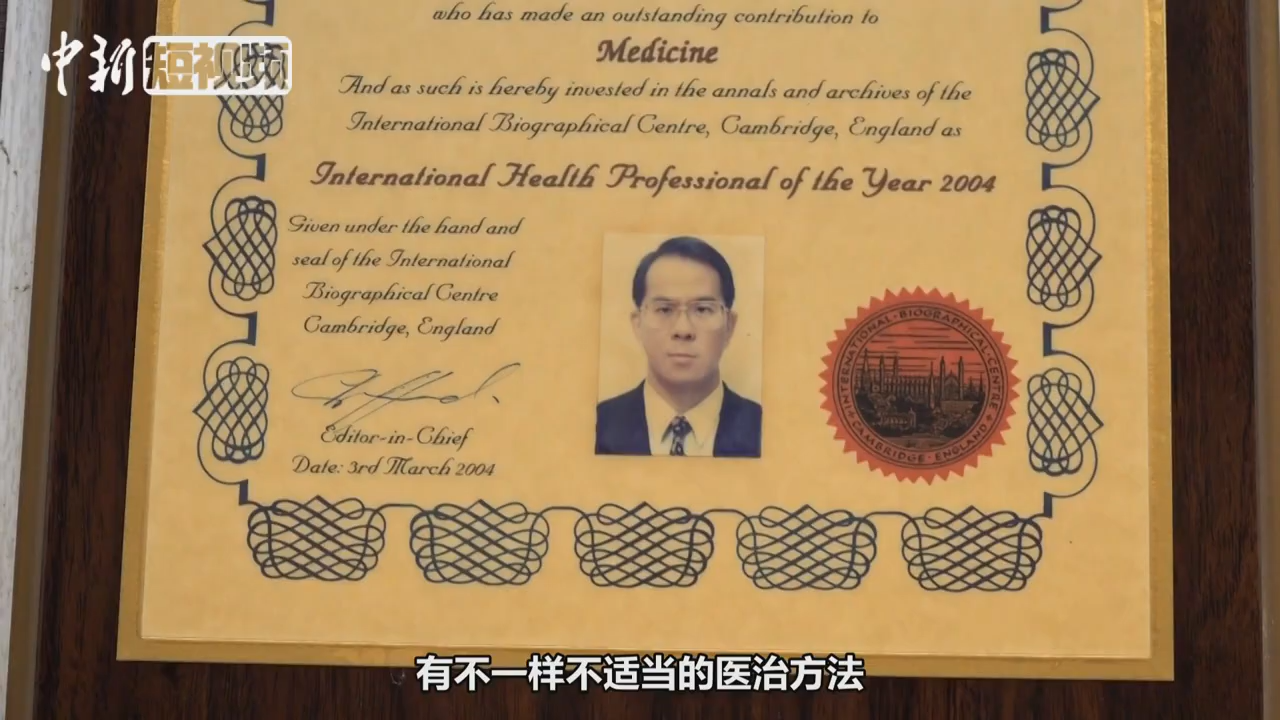 中新短视频
who has made an outstanding contribution to
Medicine
And as such is hereby invested in the annals and archives of the
International Biographical Centre, Cambridge, England as
International Health Professional of the Year 2004
Given under the hand and
seal of the International
Biographical Centre
Cambridge, England
Editor-in-Chief
Date: 3rd March 2004
INTERNATIONAL·BIOGRAPHICAL·CENTRE
CAMBRIDGE·ENGLAND
有不一样不适当的医治方法